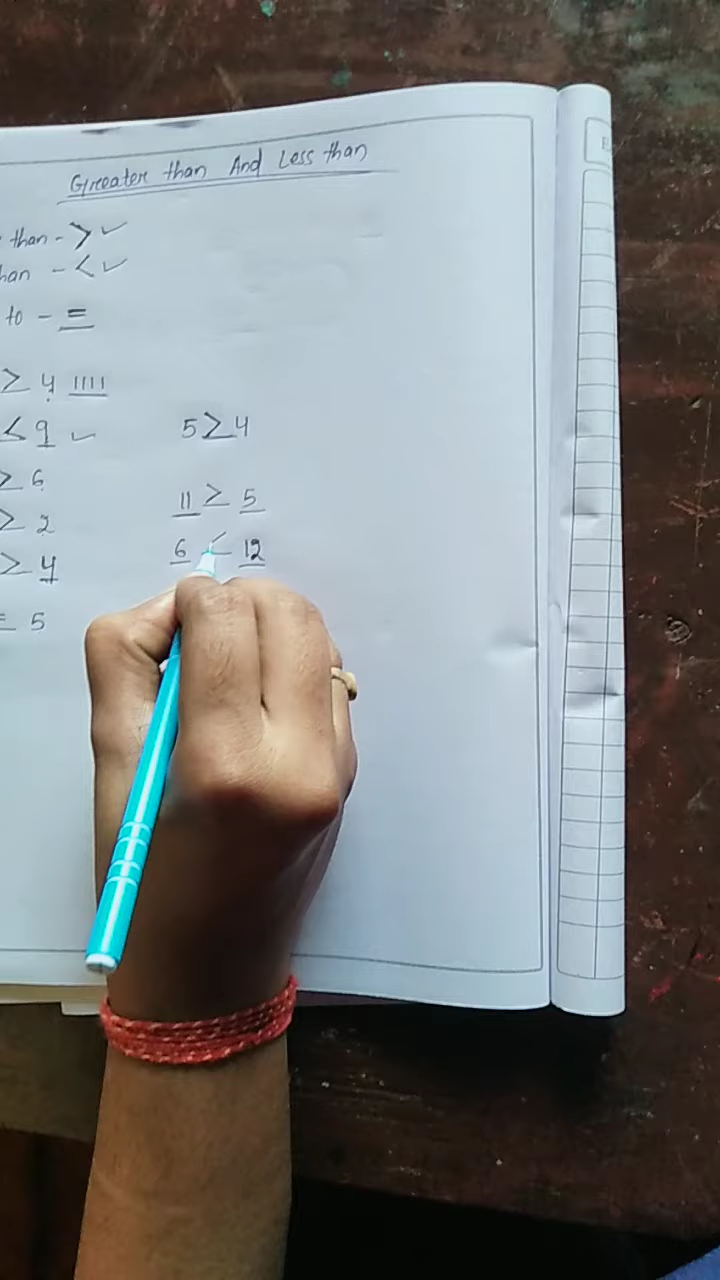 Greater than And Less than
than - > ✓
han - < ✓
to - =
> 4 1111
< 9 ✓
5 > 4
> 6
11 > 5
> 2
6 < 12
> 4
= 5